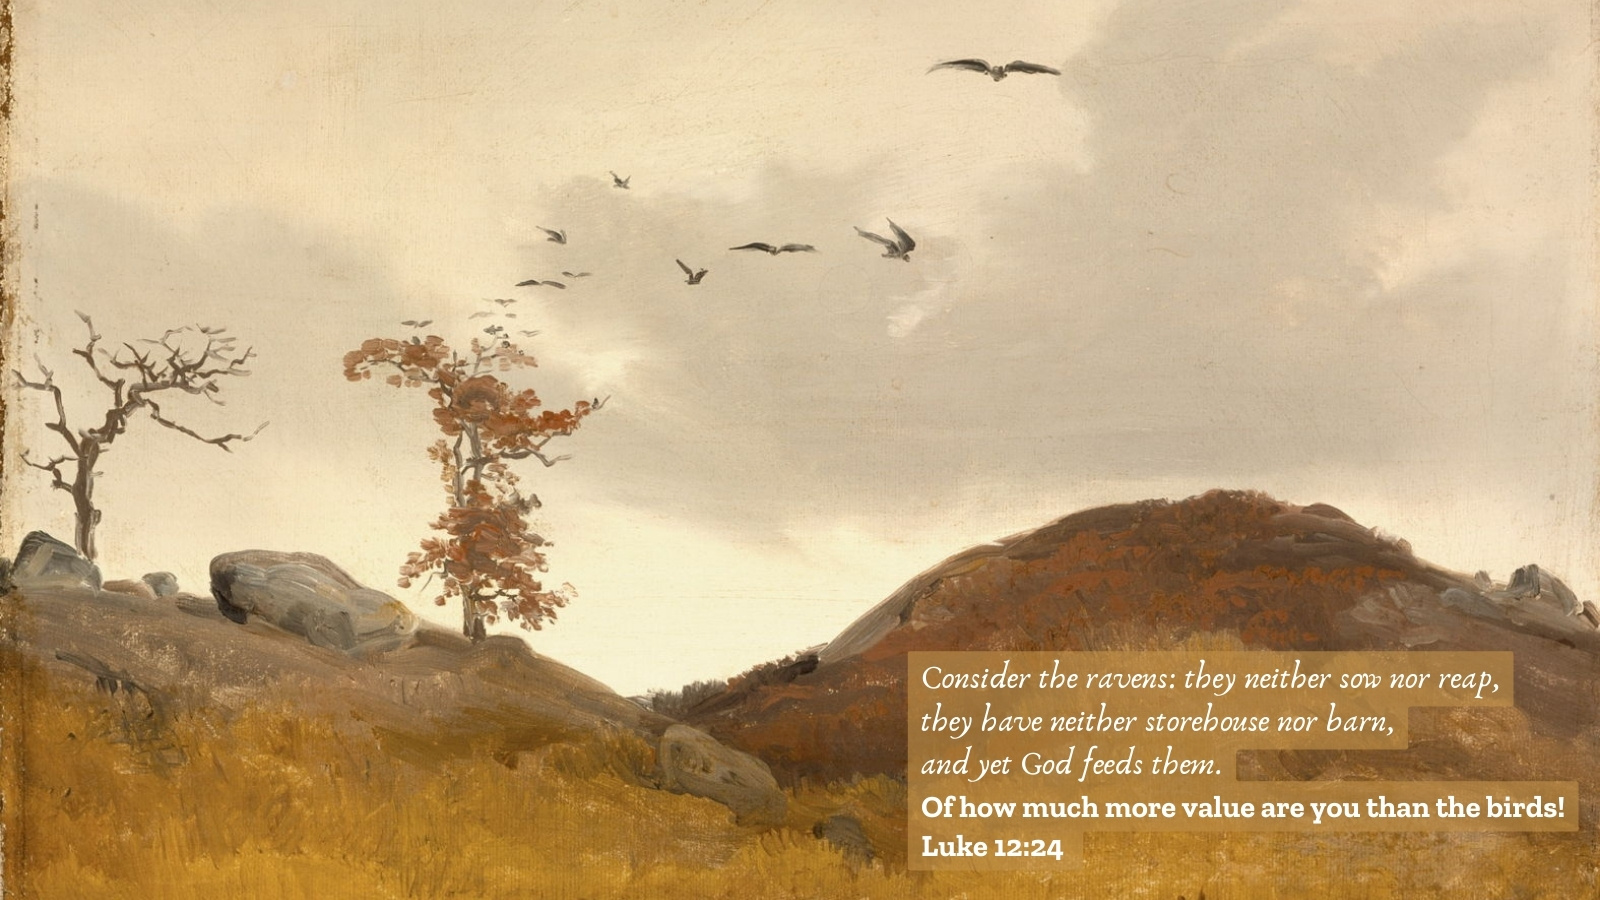 Consider the ravens: they neither sow nor reap,
they have neither storehouse nor barn,
and yet God feeds them.
Of how much more value are you than the birds!
Luke 12:24